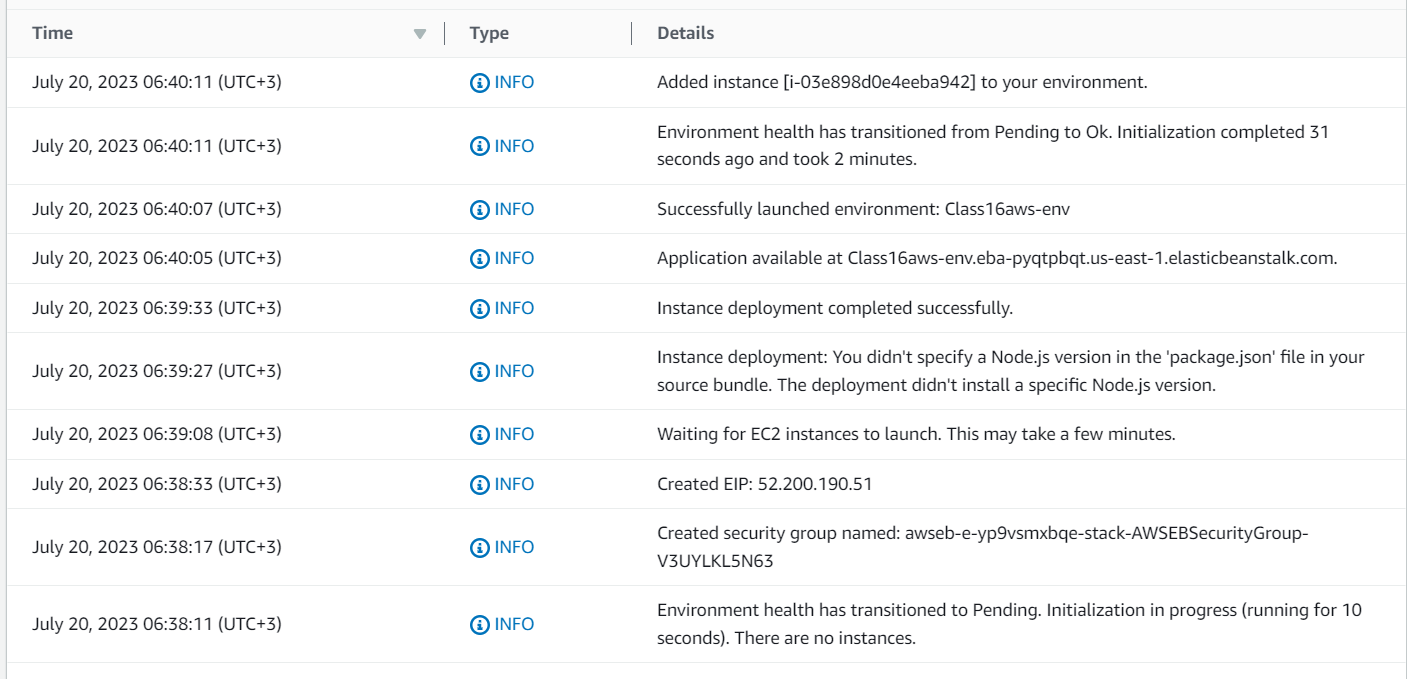 Time Type Details
July 20, 2023 06:40:11 (UTC+3) INFO Added instance [i-03e898d0e4eeba942] to your environment.
July 20, 2023 06:40:11 (UTC+3) INFO Environment health has transitioned from Pending to Ok. Initialization completed 31
seconds ago and took 2 minutes.
July 20, 2023 06:40:07 (UTC+3) INFO Successfully launched environment: Class16aws-env
July 20, 2023 06:40:05 (UTC+3) INFO Application available at Class16aws-env.eba-pyqtpbqt.us-east-1.elasticbeanstalk.com.
July 20, 2023 06:39:33 (UTC+3) INFO Instance deployment completed successfully.
July 20, 2023 06:39:27 (UTC+3) INFO Instance deployment: You didn't specify a Node.js version in the 'package.json' file in your
source bundle. The deployment didn't install a specific Node.js version.
July 20, 2023 06:39:08 (UTC+3) INFO Waiting for EC2 instances to launch. This may take a few minutes.
July 20, 2023 06:38:33 (UTC+3) INFO Created EIP: 52.200.190.51
July 20, 2023 06:38:17 (UTC+3) INFO Created security group named: awseb-e-yp9vsmxbqe-stack-AWSEBSecurityGroup-
V3UYLKL5N63
July 20, 2023 06:38:11 (UTC+3) INFO Environment health has transitioned to Pending. Initialization in progress (running for 10
seconds). There are no instances.